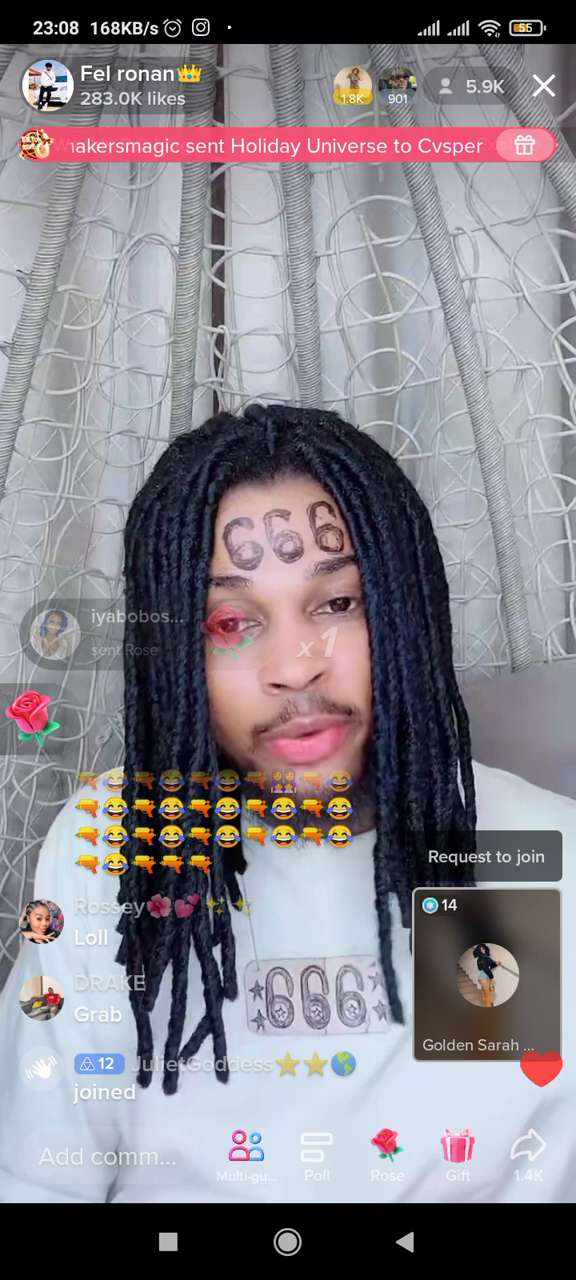 23:08 168KB/s 55
Fel ronan
283.0K likes
1.8K
901
5.9K
akersmagic sent Holiday Universe to Cvsper
666
iyabobos...
sent Rose
x1
Request to join
14
Rossey
Loll
DRAKE
Grab
666
Golden Sarah ...
12 JulietGoddess
joined
Add comm...
Multi-gu...
Poll
Rose
Gift
1.4K